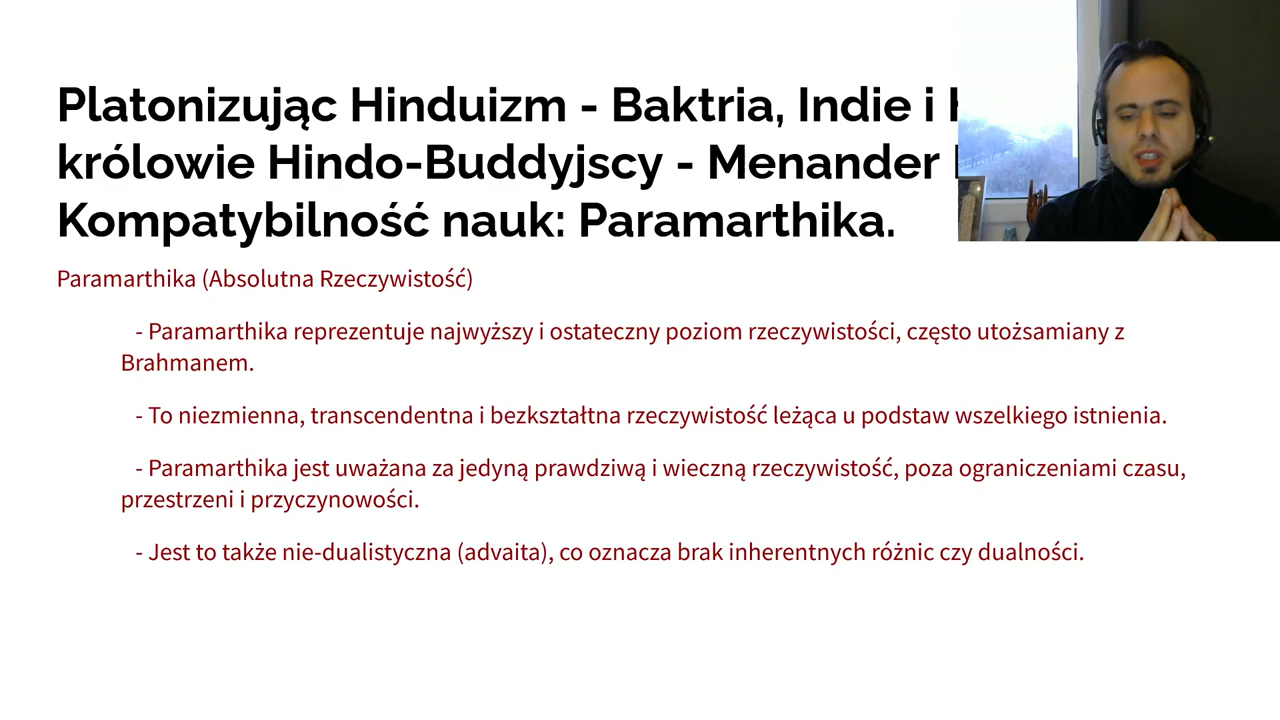 Platonizując Hinduizm - Baktria, Indie i
królowie Hindo-Buddyjscy - Menander
Kompatybilność nauk: Paramarthika.
Paramarthika (Absolutna Rzeczywistość)
- Paramarthika reprezentuje najwyższy i ostateczny poziom rzeczywistości, często utożsamiany z
Brahmanem.
- To niezmienna, transcendentna i bezkształtna rzeczywistość leżąca u podstaw wszelkiego istnienia.
- Paramarthika jest uważana za jedyną prawdziwą i wieczną rzeczywistość, poza ograniczeniami czasu,
przestrzeni i przyczynowości.
- Jest to także nie-dualistyczna (advaita), co oznacza brak inherentnych różnic czy dualności.